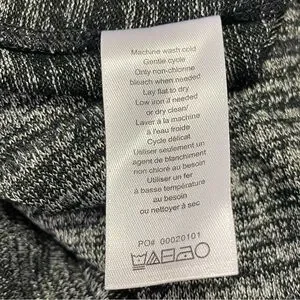 Machine wash cold
Gentle cycle
Only non-chlorine
bleach when needed
Lay flat to dry
Low iron if needed
or dry clean/
Laver à la machine
à l'eau froide
Cycle délicat
Utiliser seulement un
agent de blanchiment
non chloré au besoin
Utiliser un fer
à basse température
au besoin
ou nettoyer à sec
PO# 00020101